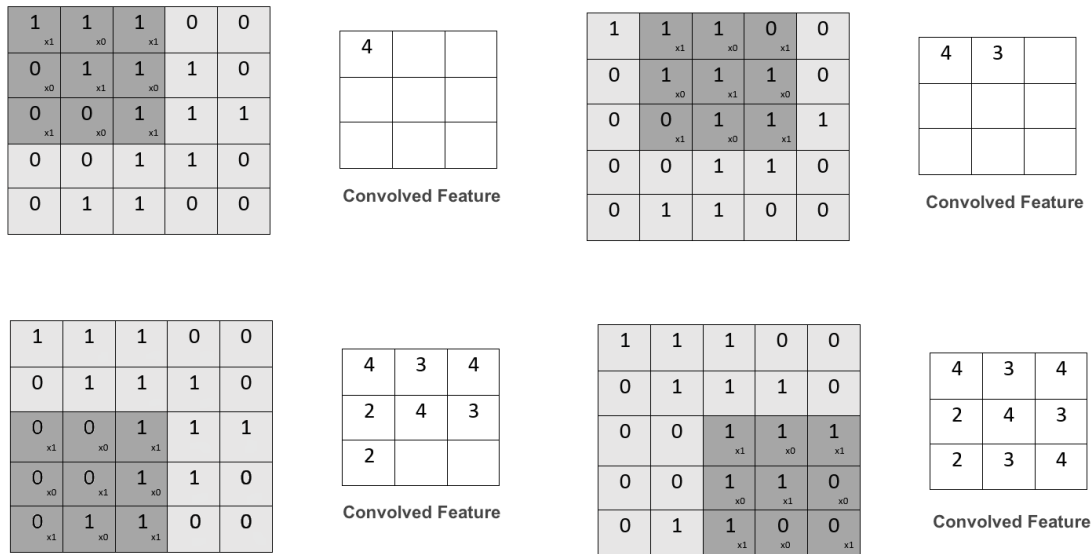 1 x1 1 x0 1 x1 0 0
0 x0 1 x1 1 x0 1 0
0 x1 0 x0 1 x1 1 1
0 0 1 1 0
0 1 1 0 0
4
Convolved Feature
1 1 x1 1 x0 0 x1 0
0 1 x0 1 x1 1 x0 0
0 0 x1 1 x0 1 x1 1
0 0 1 1 0
0 1 1 0 0
4 3
Convolved Feature
1 1 1 0 0
0 1 1 1 0
0 x1 0 x0 1 x1 1 1
0 x0 0 x1 1 x0 1 0
0 x1 1 x0 1 x1 0 0
4 3 4
2 4 3
2
Convolved Feature
1 1 1 0 0
0 1 1 1 0
0 0 1 x1 1 x0 1 x1
0 0 1 x0 1 x1 0 x0
0 1 1 x1 0 x0 0 x1
4 3 4
2 4 3
2 3 4
Convolved Feature